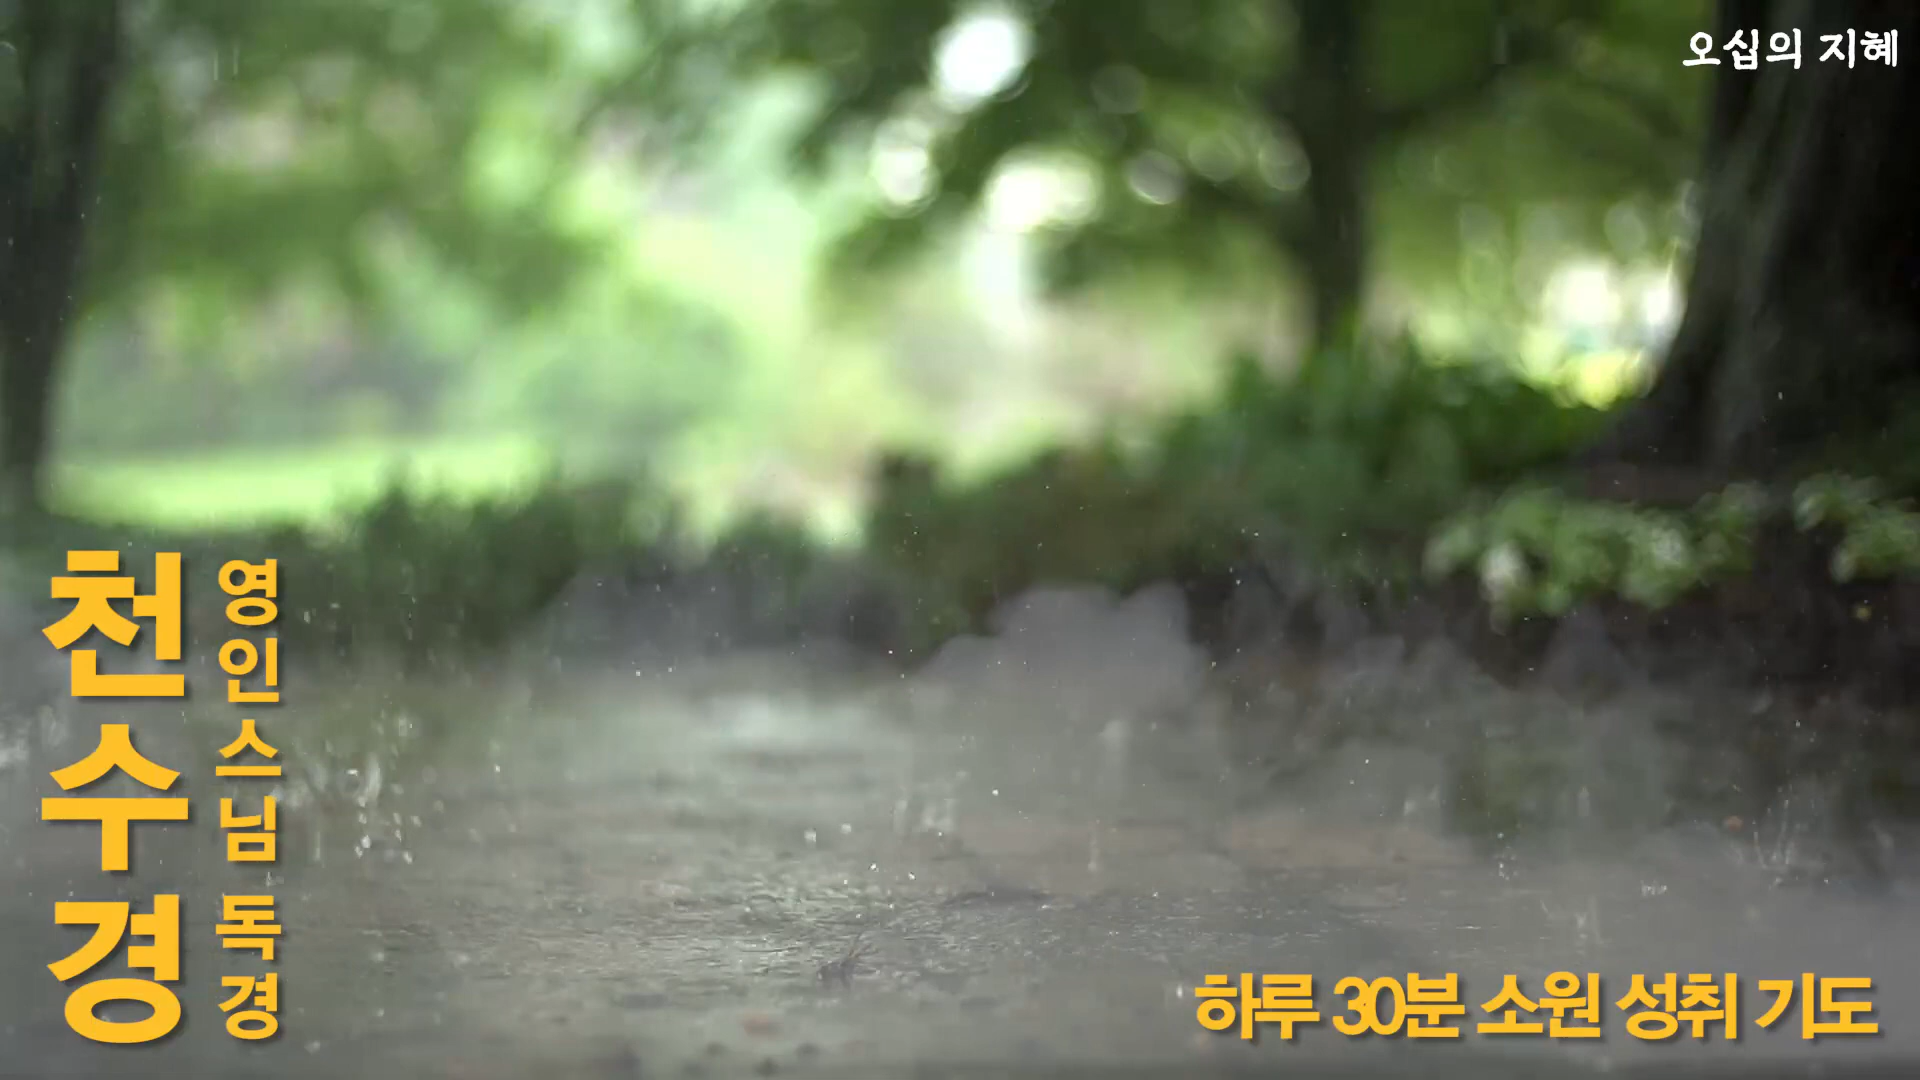 오십의 지혜
천수경
영인스님 독경
하루 30분 소원 성취 기도